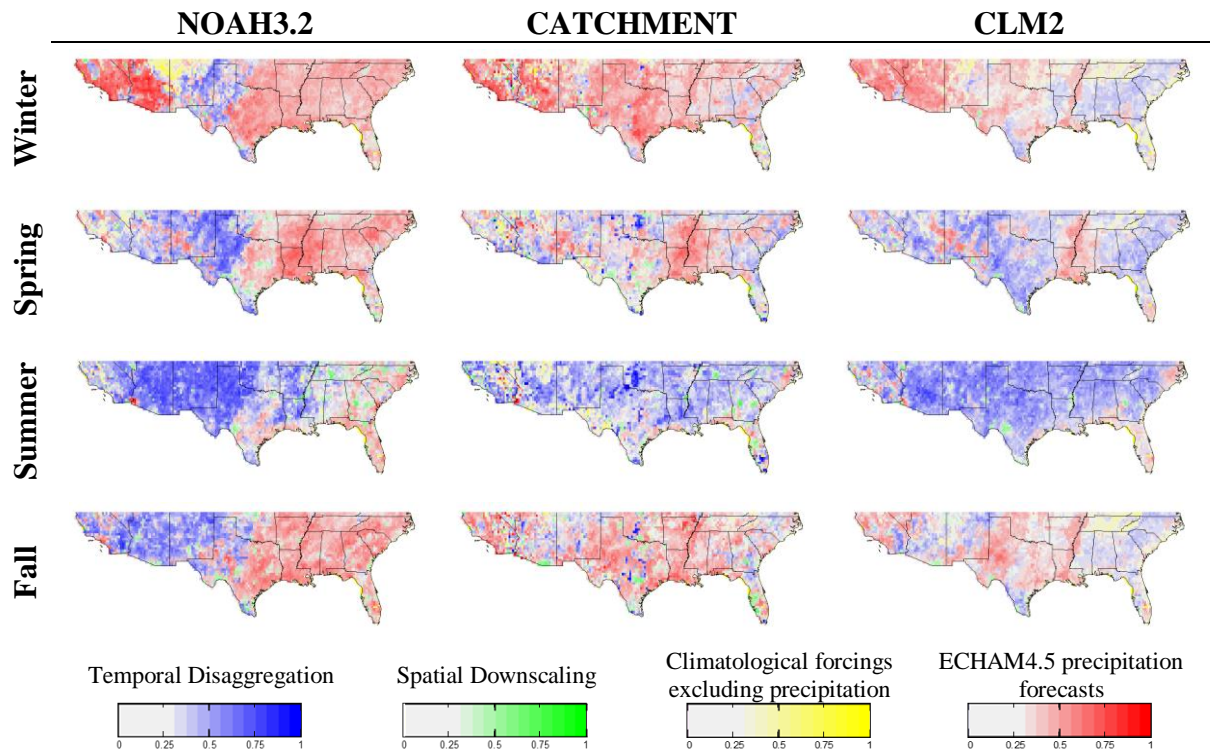 NOAH3.2 CATCHMENT CLM2
Winter
Spring
Summer
Fall
Temporal Disaggregation
Spatial Downscaling
Climatological forcings
excluding precipitation
ECHAM4.5 precipitation
forecasts
0 0.25 0.5 0.75 1
0 0.25 0.5 0.75 1
0 0.25 0.5 0.75 1
0 0.25 0.5 0.75